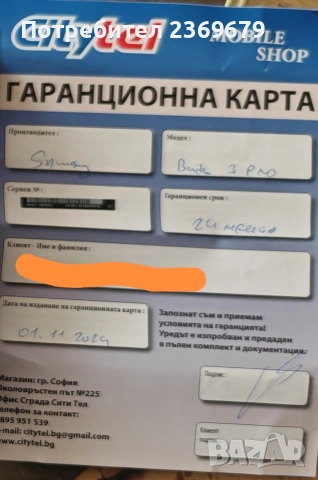 Потребител 2369679
citytel
MOBILE
SHOP
ГАРАНЦИОННА КАРТА
Производител :
Модел :
Samsung
Buds 3 PRO
Сериен № :
Гаранционен срок :
24 месеца
Клиент - Име и фамилия :
Дата на издаване на гаранционната карта :
01.11.2024
Запознат съм и приемам
условията на гаранцията!
Уредът е изпробван и предаден
в пълен комплект и документация:
Подпис:
Магазин: гр. София
Околовръстен път №225
Офис Сграда Сити Тел
Телефон за контакт:
895 951 539
e-mail: citytel.bg@gmail.com
www.citytel.bg
Клиент
BAZAR